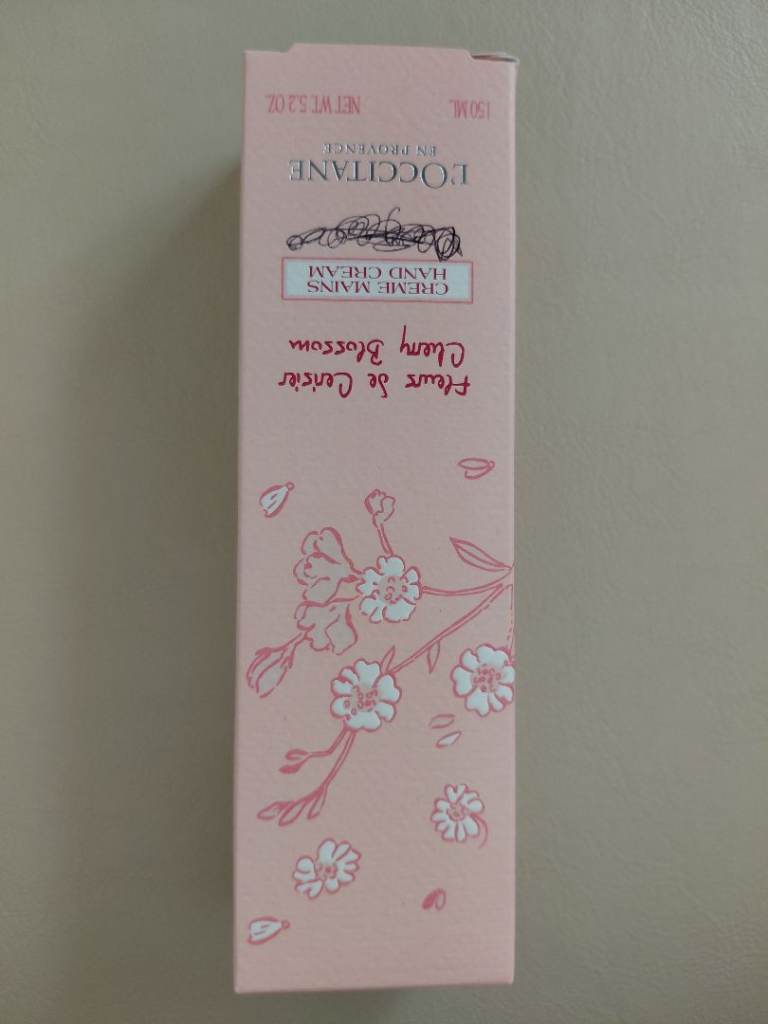 Fleurs de Cerisier
Cherry Blossom
CREME MAINS
HAND CREAM
L'OCCITANE
EN PROVENCE
150 ML NET WT. 5.2 OZ.